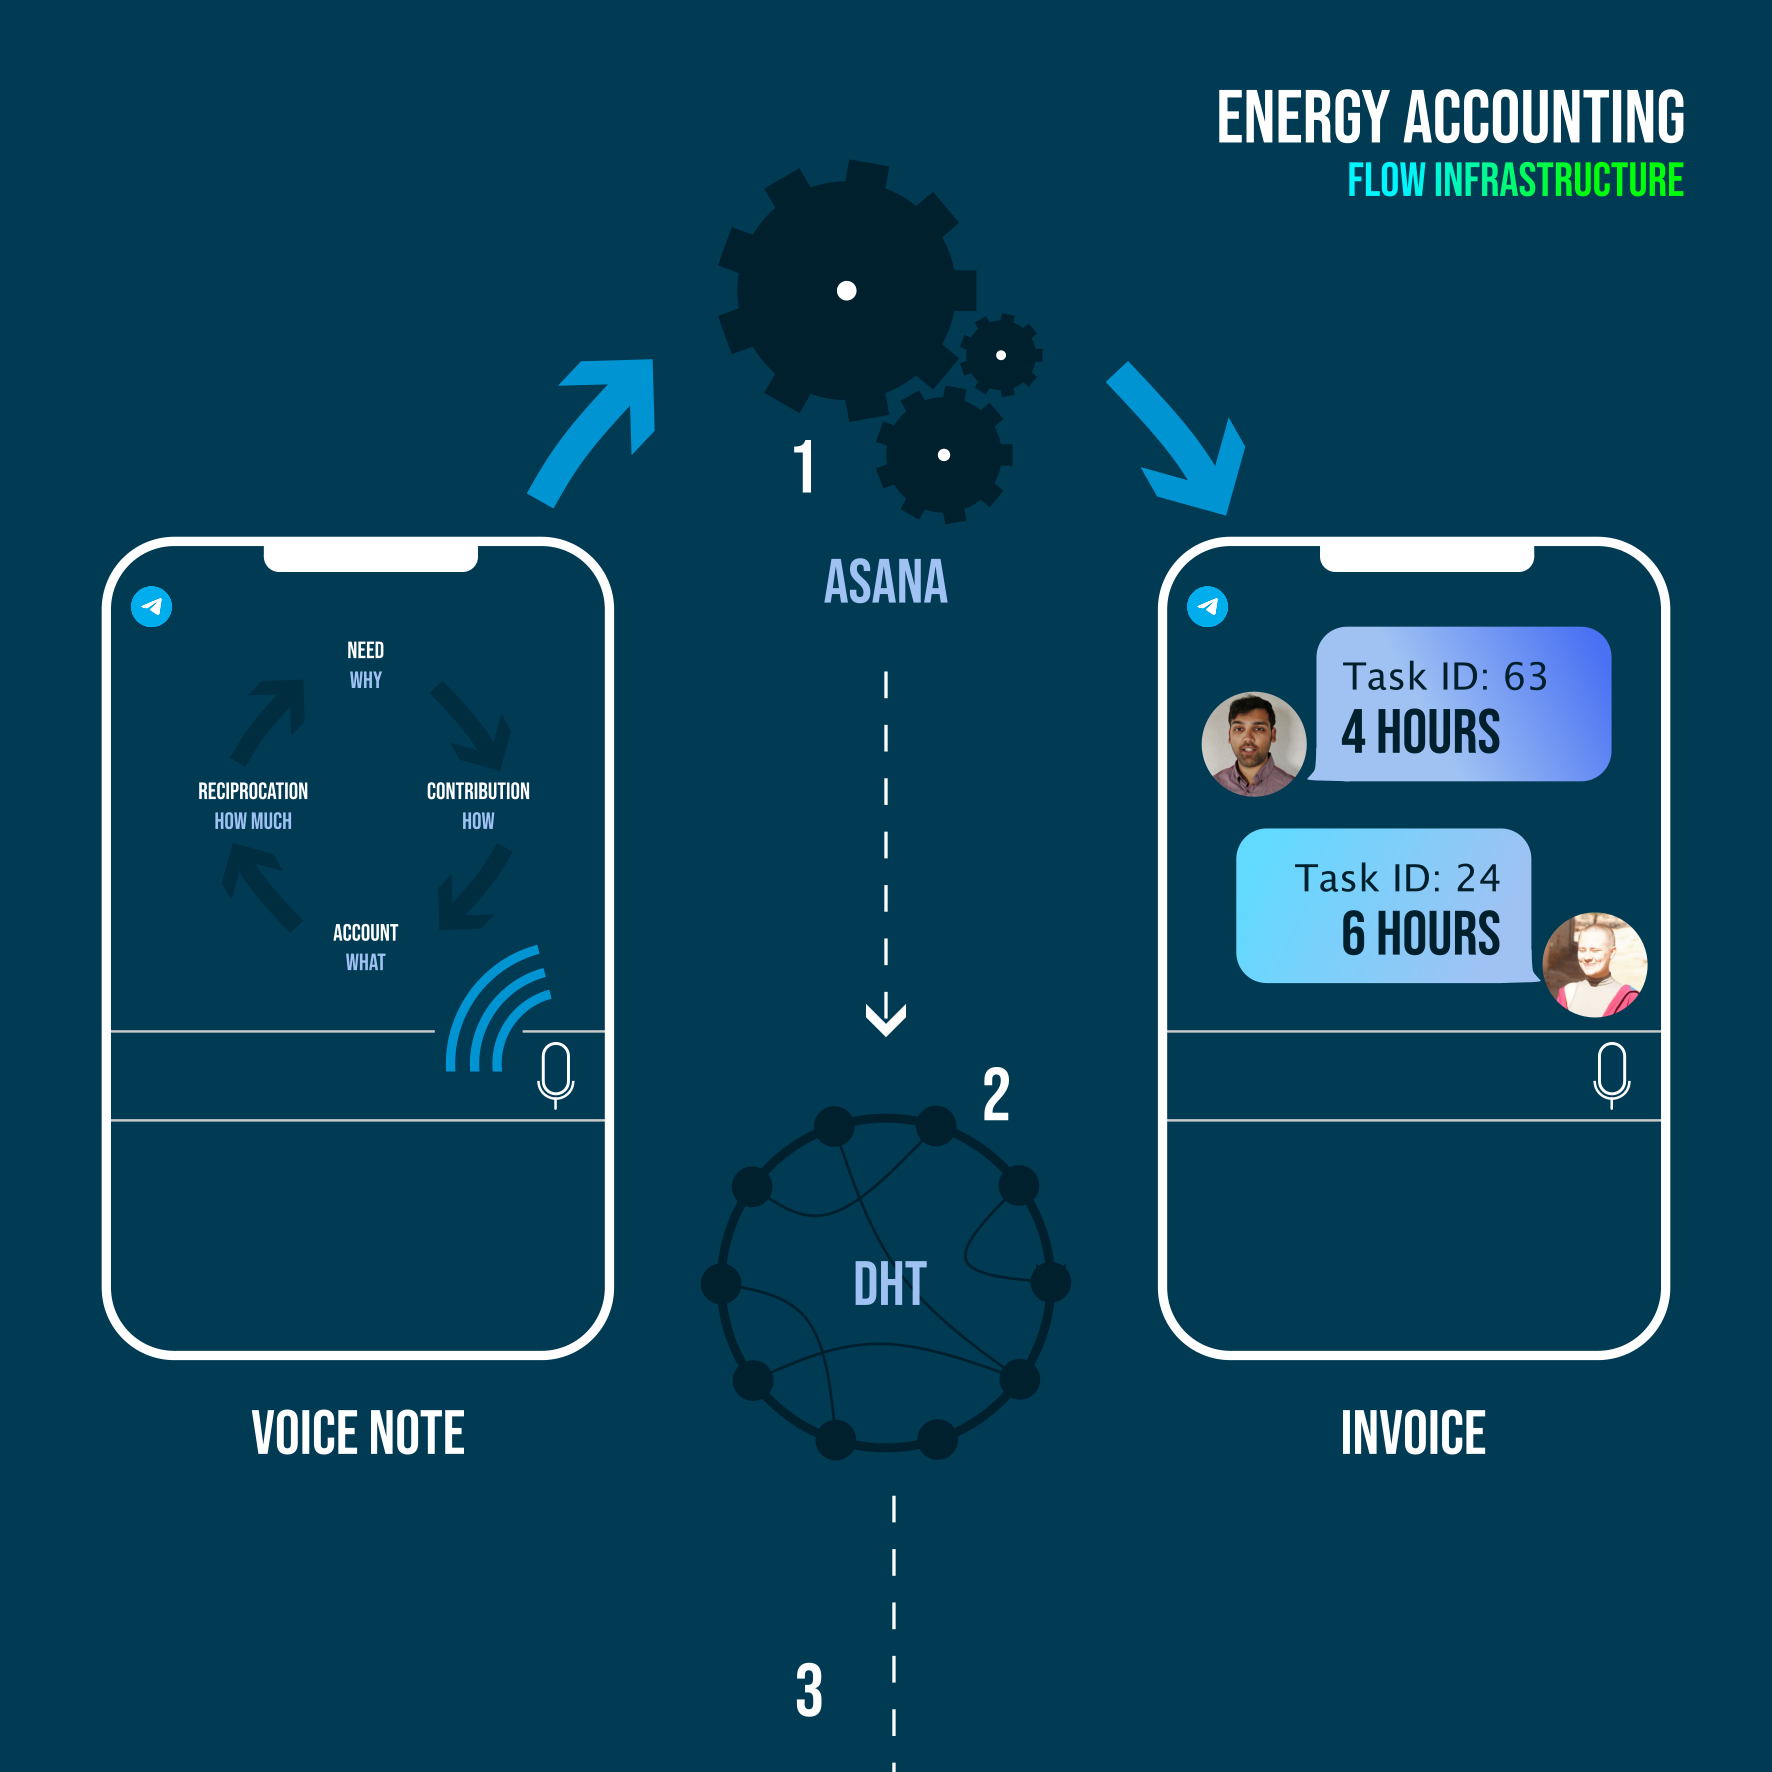 ENERGY ACCOUNTING
FLOW INFRASTRUCTURE
1
ASANA
NEED
WHY
RECIPROCATION
HOW MUCH
CONTRIBUTION
HOW
ACCOUNT
WHAT
VOICE NOTE
2
DHT
3
Task ID: 63
4 HOURS
Task ID: 24
6 HOURS
INVOICE